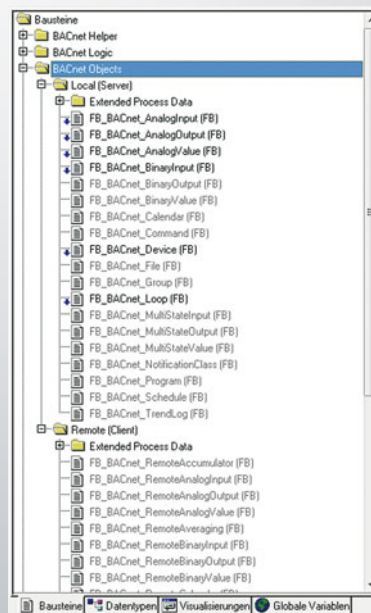 Bausteine
BACnet Helper
BACnet Logic
BACnet Objects
Local (Server)
Extended Process Data
FB_BACnet_AnalogInput (FB)
FB_BACnet_AnalogOutput (FB)
FB_BACnet_AnalogValue (FB)
FB_BACnet_BinaryInput (FB)
FB_BACnet_BinaryOutput (FB)
FB_BACnet_BinaryValue (FB)
FB_BACnet_Calendar (FB)
FB_BACnet_Command (FB)
FB_BACnet_Device (FB)
FB_BACnet_File (FB)
FB_BACnet_Group (FB)
FB_BACnet_Loop (FB)
FB_BACnet_MultiStateInput (FB)
FB_BACnet_MultiStateOutput (FB)
FB_BACnet_MultiStateValue (FB)
FB_BACnet_NotificationClass (FB)
FB_BACnet_Program (FB)
FB_BACnet_Schedule (FB)
FB_BACnet_TrendLog (FB)
Remote (Client)
Extended Process Data
FB_BACnet_RemoteAccumulator (FB)
FB_BACnet_RemoteAnalogInput (FB)
FB_BACnet_RemoteAnalogOutput (FB)
FB_BACnet_RemoteAnalogValue (FB)
FB_BACnet_RemoteAveraging (FB)
FB_BACnet_RemoteBinaryInput (FB)
FB_BACnet_RemoteBinaryOutput (FB)
FB_BACnet_RemoteBinaryValue (FB)
Bausteine Datentypen Visualisierungen Globale Variablen